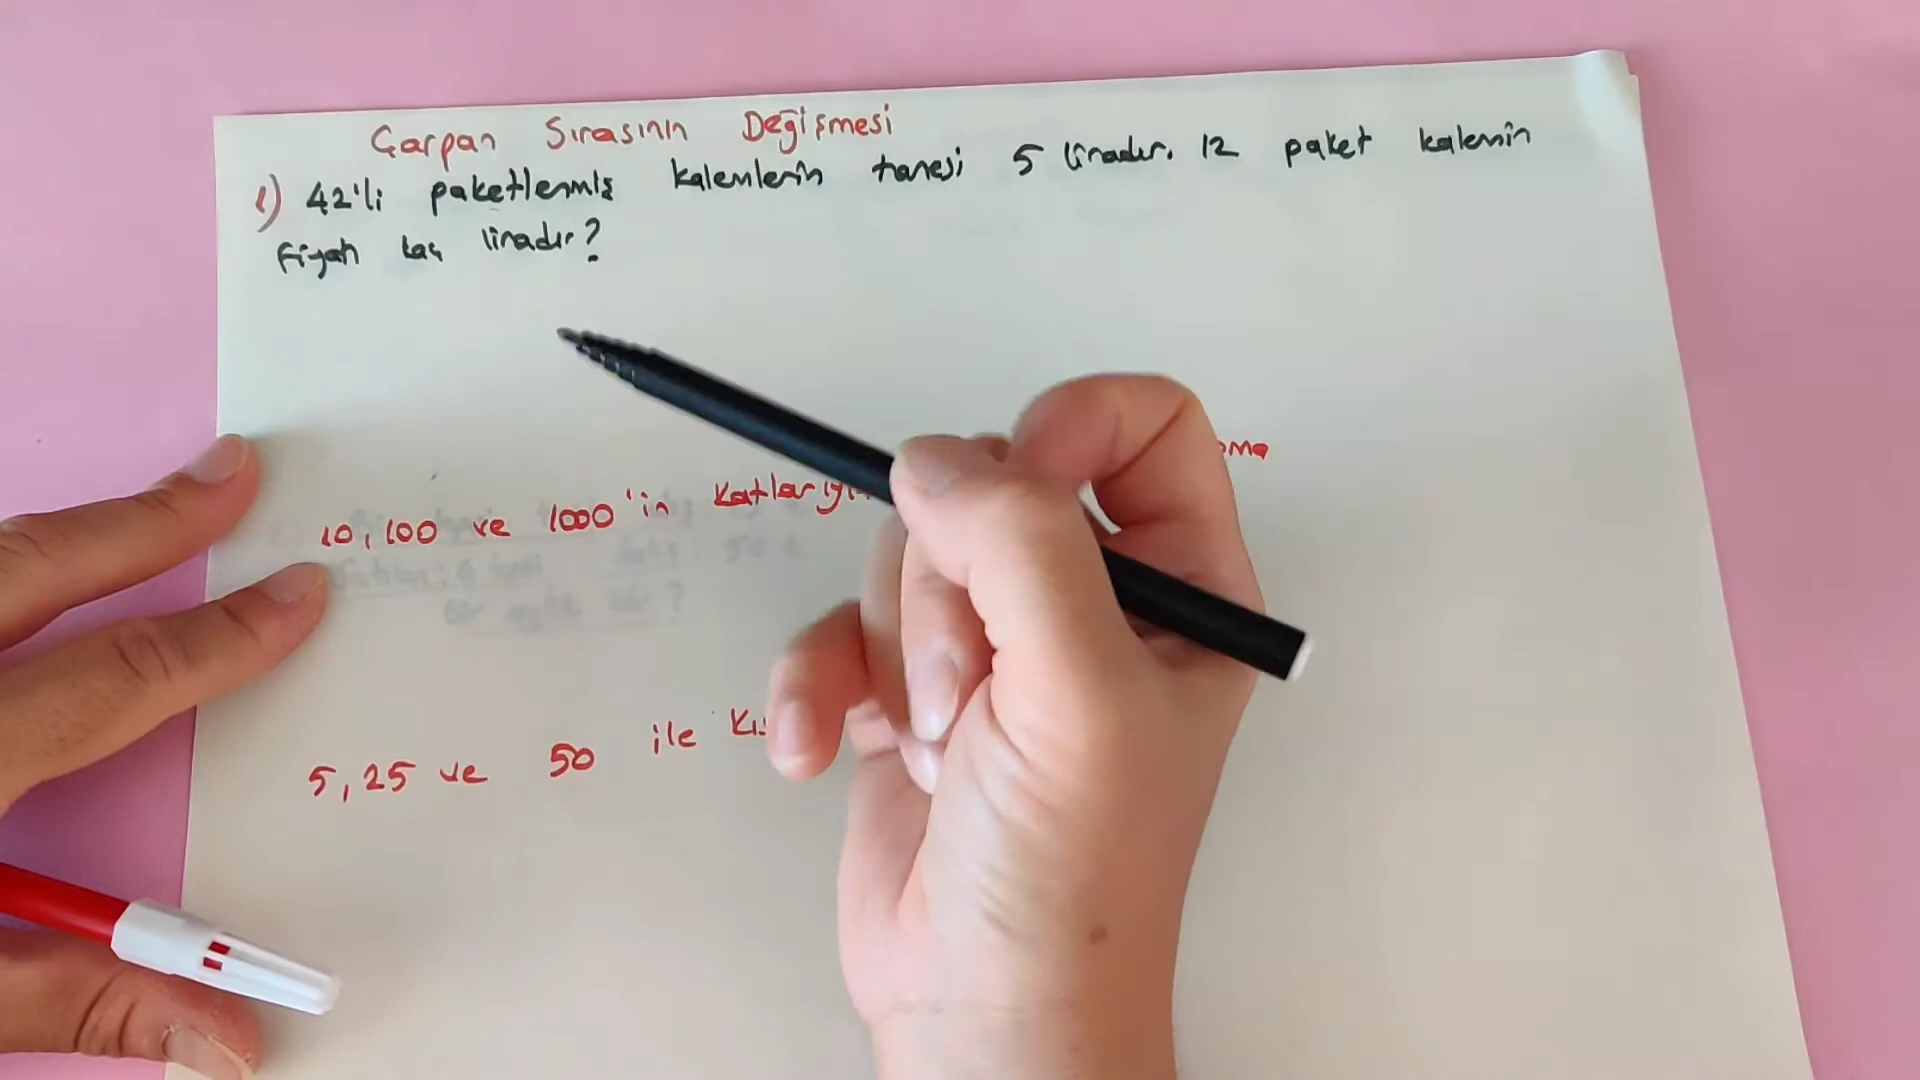 Çarpan Sırasının Değişmesi
1) 42'li paketlenmiş kalemlerin tanesi 5 liradır. 12 paket kalemin
fiyatı kaç liradır?
10, 100 ve 1000'in Katlarıyla
5, 25 ve 50 ile